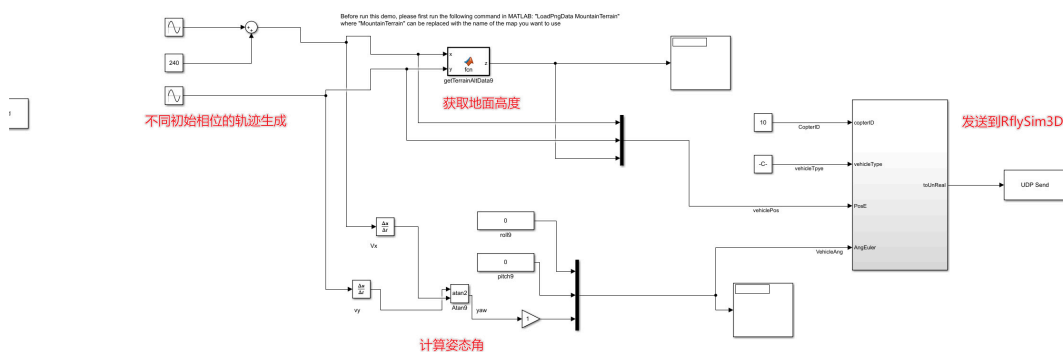 Before run this demo, please first run the following command in MATLAB: "LoadPngData MountainTerrain"
where "MountainTerrain" can be replaced with the name of the map you want to use
240
x
y
fcn
z
getTerrainAltData9
获取地面高度
不同初始相位的轨迹生成
10
CopterID
-C-
vehicleTpye
vehiclePos
VehicleAng
copterID
vehicleType
PosE
AngEuler
toUnReal
发送到RflySim3D
UDP Send
Δu
Δt
Vx
Δu
Δt
vy
atan2
Atan9
yaw
1
0
roll9
0
pitch9
计算姿态角